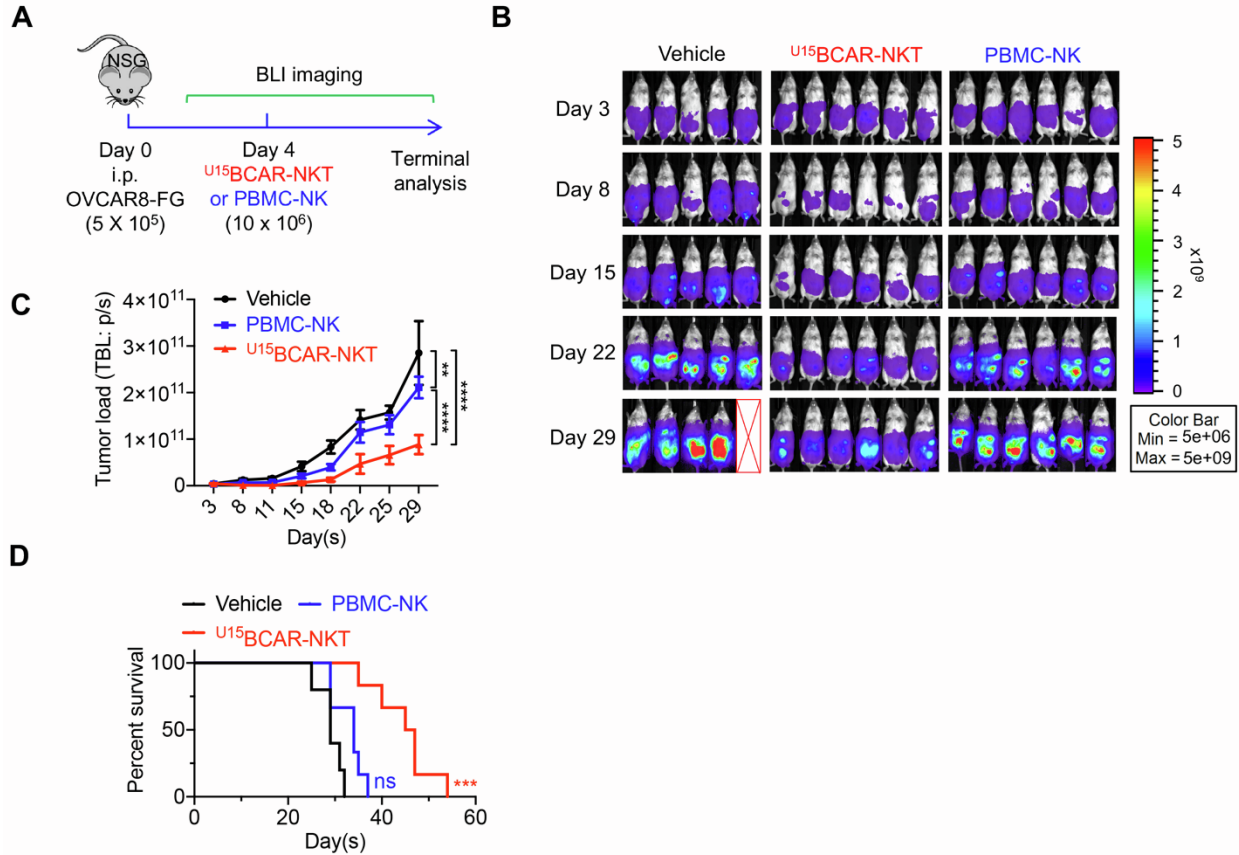 A
NSG
BLI imaging
Day 0
i.p.
OVCAR8-FG
(5 X 10⁵)
Day 4
ᵁ¹⁵BCAR-NKT
or PBMC-NK
(10 x 10⁶)
Terminal
analysis
B
Vehicle
ᵁ¹⁵BCAR-NKT
PBMC-NK
Day 3
Day 8
Day 15
Day 22
Day 29
5
4
3
2
1
0
x10⁹
Color Bar
Min = 5e+06
Max = 5e+09
C
Vehicle
PBMC-NK
ᵁ¹⁵BCAR-NKT
Tumor load (TBL: p/s)
4×10¹¹
3×10¹¹
2×10¹¹
1×10¹¹
0
3 8 11 15 18 22 25 29
Day(s)
**
****
****
D
Vehicle PBMC-NK
ᵁ¹⁵BCAR-NKT
Percent survival
100
50
0
ns
***
0 20 40 60
Day(s)